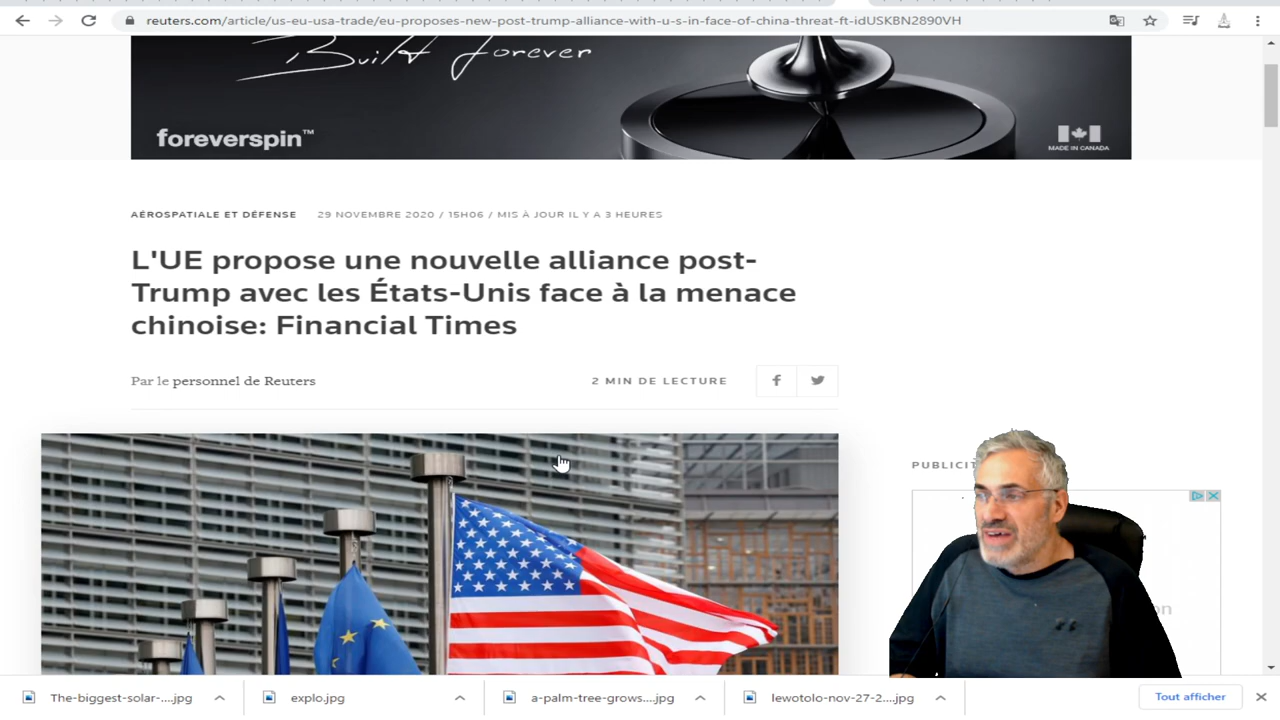 reuters.com/article/us-eu-usa-trade/eu-proposes-new-post-trump-alliance-with-u-s-in-face-of-china-threat-ft-idUSKBN2890VH
Built forever
foreverspin™
MADE IN CANADA
AÉROSPATIALE ET DÉFENSE 29 NOVEMBRE 2020 / 15H06 / MIS À JOUR IL Y A 3 HEURES
L'UE propose une nouvelle alliance post-
Trump avec les États-Unis face à la menace
chinoise: Financial Times
Par le personnel de Reuters
2 MIN DE LECTURE
PUBLICIT
The-biggest-solar-....jpg
explo.jpg
a-palm-tree-grows....jpg
lewotolo-nov-27-2....jpg
Tout afficher